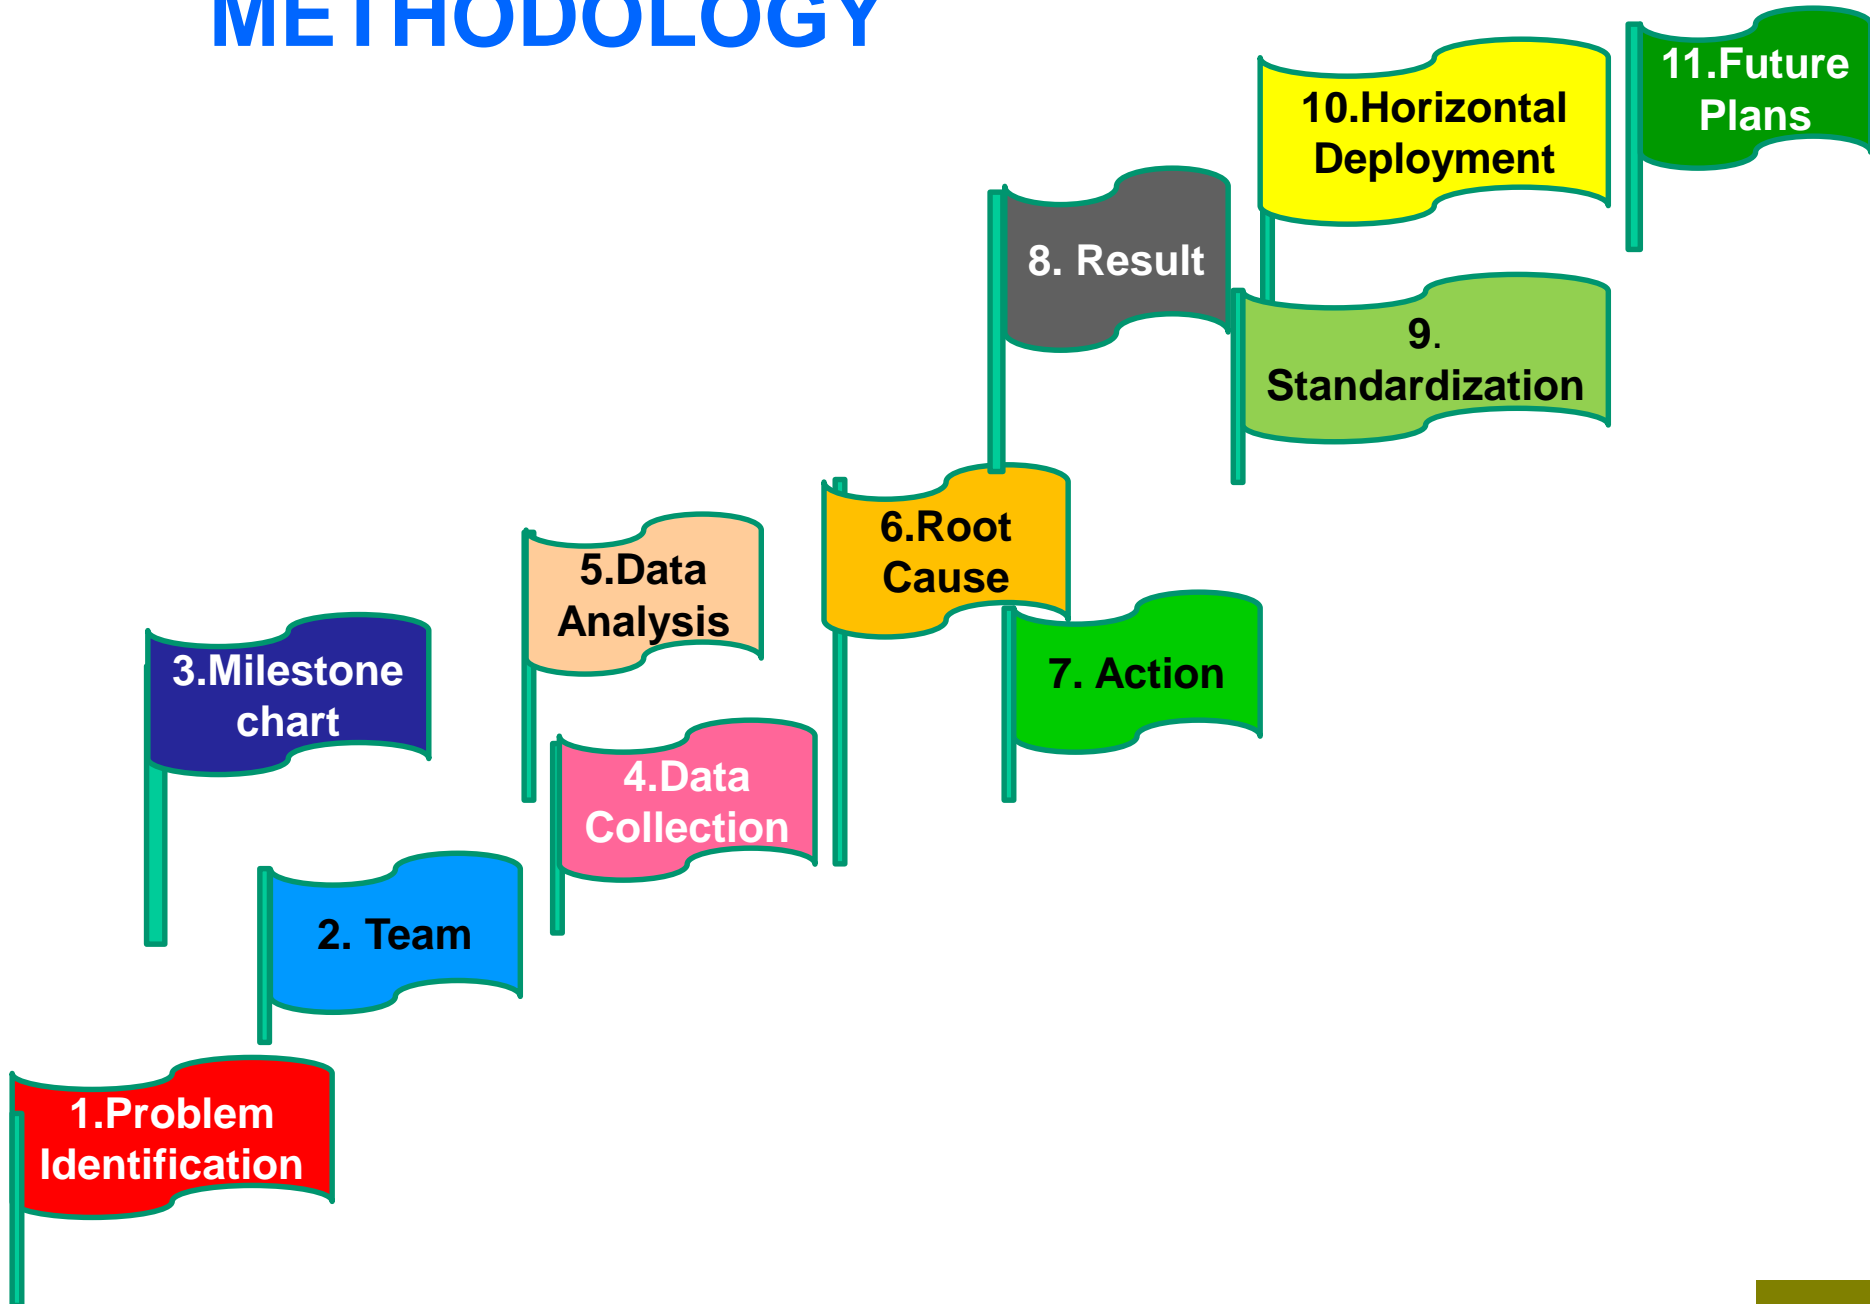 METHODOLOGY
11.Future
Plans
10.Horizontal
Deployment
8. Result
9.
Standardization
6.Root
Cause
5.Data
Analysis
7. Action
3.Milestone
chart
4.Data
Collection
2. Team
1.Problem
Identification